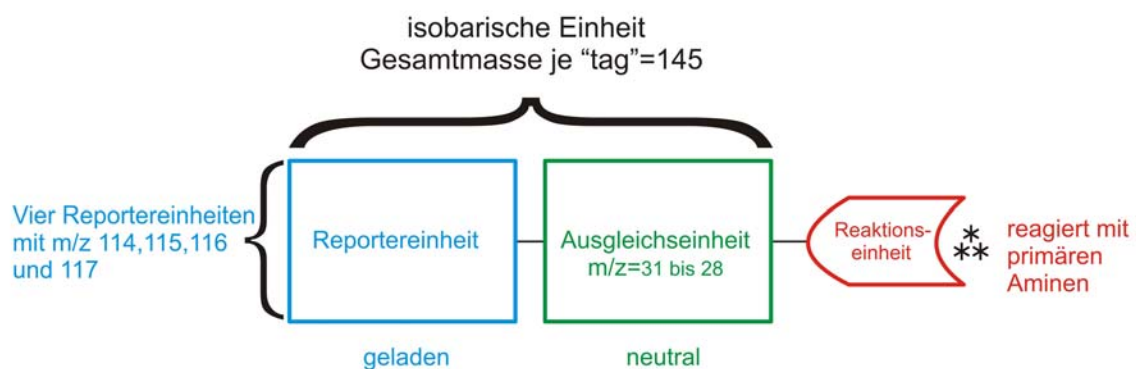 isobarische Einheit
Gesamtmasse je “tag”=145
Vier Reportereinheiten
mit m/z 114,115,116
und 117
Reportereinheit
Ausgleichseinheit
m/z=31 bis 28
Reaktions-
einheit
***
reagiert mit
primären
Aminen
geladen
neutral